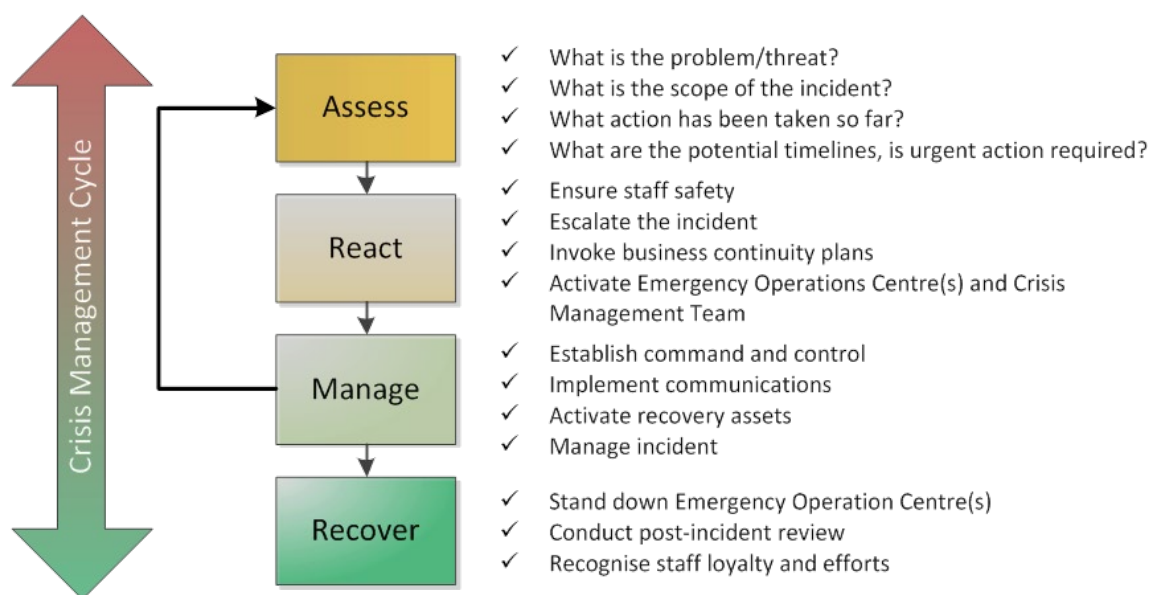 Crisis Management Cycle
Assess
✓ What is the problem/threat?
✓ What is the scope of the incident?
✓ What action has been taken so far?
✓ What are the potential timelines, is urgent action required?
React
✓ Ensure staff safety
✓ Escalate the incident
✓ Invoke business continuity plans
✓ Activate Emergency Operations Centre(s) and Crisis
Management Team
Manage
✓ Establish command and control
✓ Implement communications
✓ Activate recovery assets
✓ Manage incident
Recover
✓ Stand down Emergency Operation Centre(s)
✓ Conduct post-incident review
✓ Recognise staff loyalty and efforts